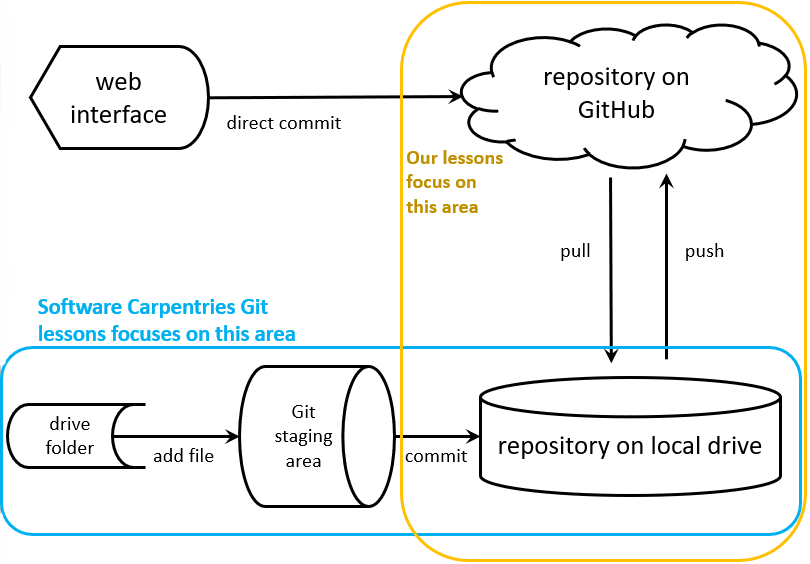 web
interface
direct commit
repository on
GitHub
Our lessons
focus on
this area
pull
push
Software Carpentries Git
lessons focuses on this area
drive
folder
add file
Git
staging
area
commit
repository on local drive